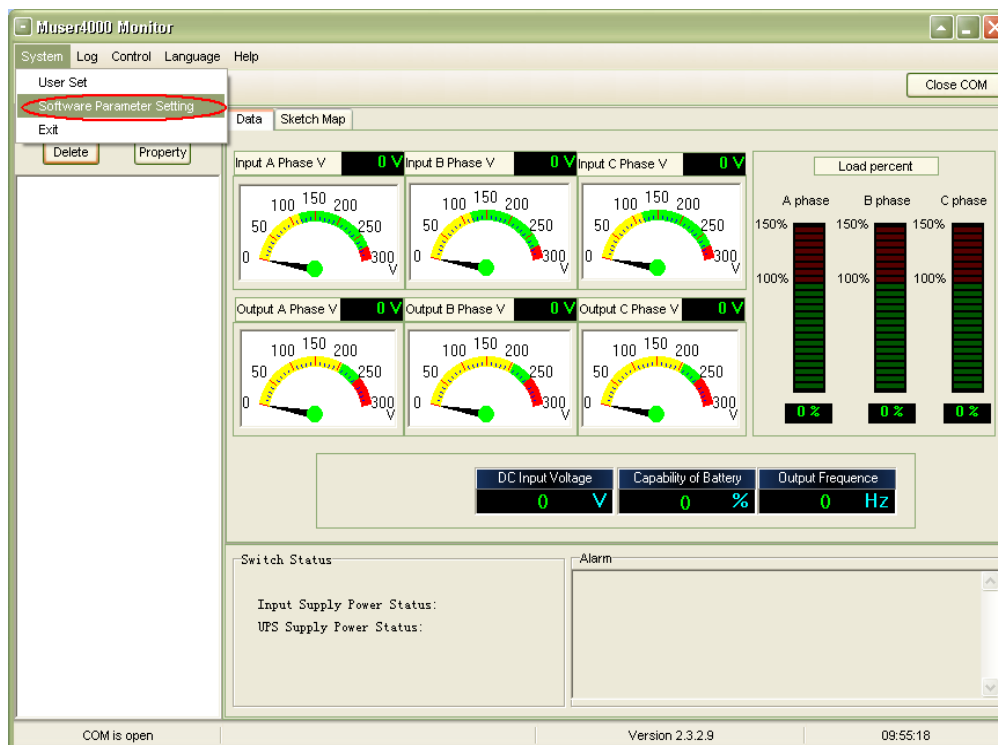 Muser4000 Monitor
System Log Control Language Help
User Set
Software Parameter Setting
Exit
Close COM
Delete Property
Data Sketch Map
Input A Phase V 0 V Input B Phase V 0 V Input C Phase V 0 V
0 50 100 150 200 250 300 V
0 50 100 150 200 250 300 V
0 50 100 150 200 250 300 V
Output A Phase V 0 V Output B Phase V 0 V Output C Phase V 0 V
0 50 100 150 200 250 300 V
0 50 100 150 200 250 300 V
0 50 100 150 200 250 300 V
Load percent
A phase B phase C phase
150% 150% 150%
100% 100% 100%
0 % 0 % 0 %
DC Input Voltage Capability of Battery Output Frequence
0 V 0 % 0 Hz
Switch Status
Input Supply Power Status:
UPS Supply Power Status:
Alarm
COM is open Version 2.3.2.9 09:55:18